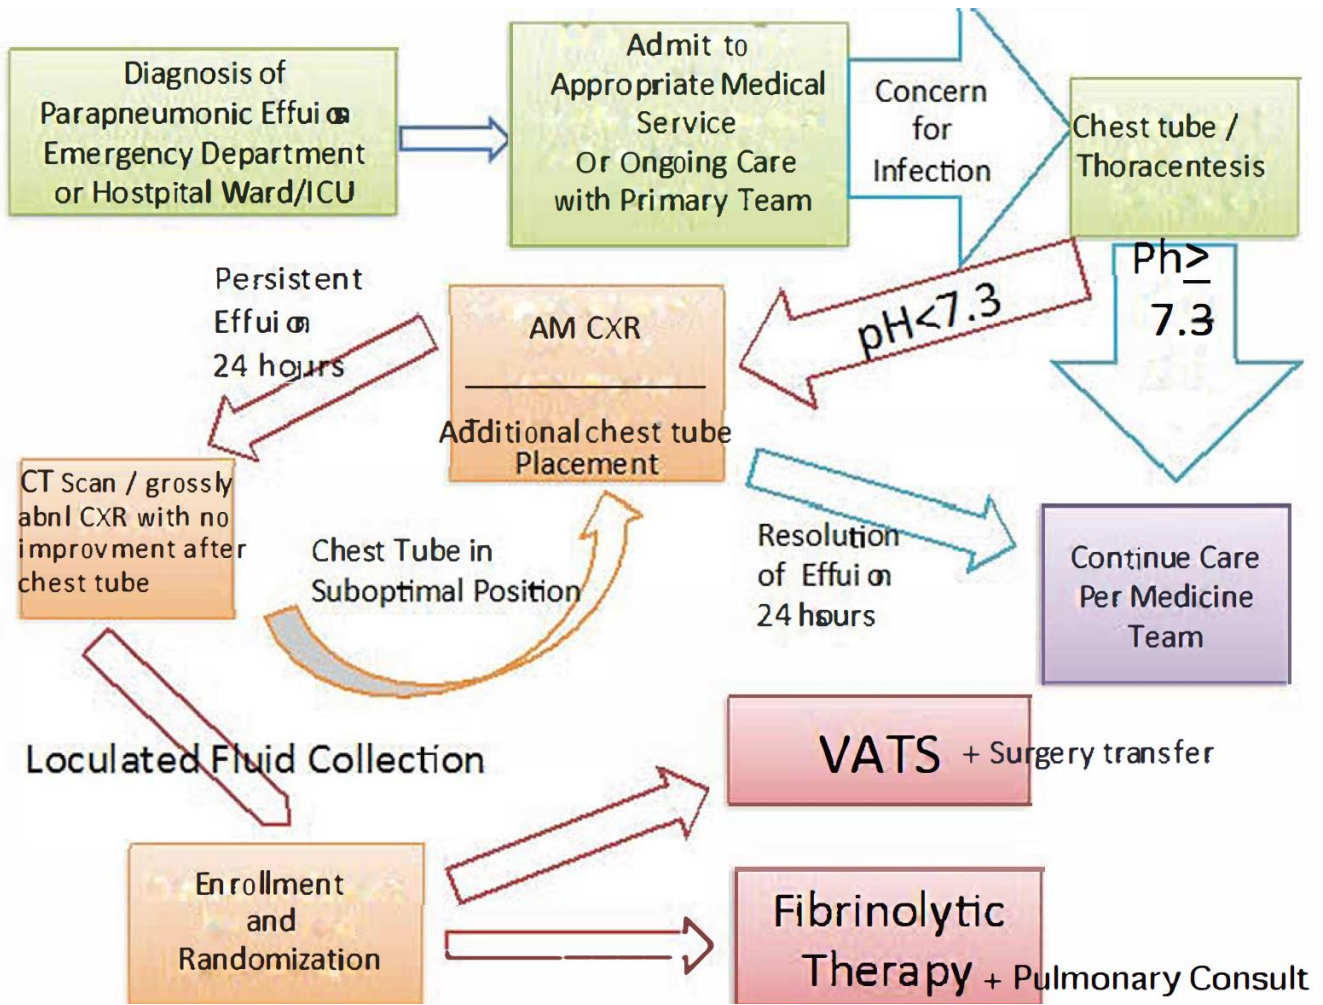 Diagnosis of
Parapneumonic Effuion
Emergency Department
or Hostpital Ward/ICU
Admit to
Appropriate Medical
Service
Or Ongoing Care
with Primary Team
Concern
for
Infection
Chest tube /
Thoracentesis
Ph≥
7.3
pH<7.3
AM CXR
Additional chest tube
Placement
Persistent
Effuion
24 hours
CT Scan / grossly
abnl CXR with no
improvment after
chest tube
Chest Tube in
Suboptimal Position
Resolution
of Effuion
24 hours
Continue Care
Per Medicine
Team
Loculated Fluid Collection
Enrollment
and
Randomization
VATS + Surgery transfer
Fibrinolytic
Therapy + Pulmonary Consult